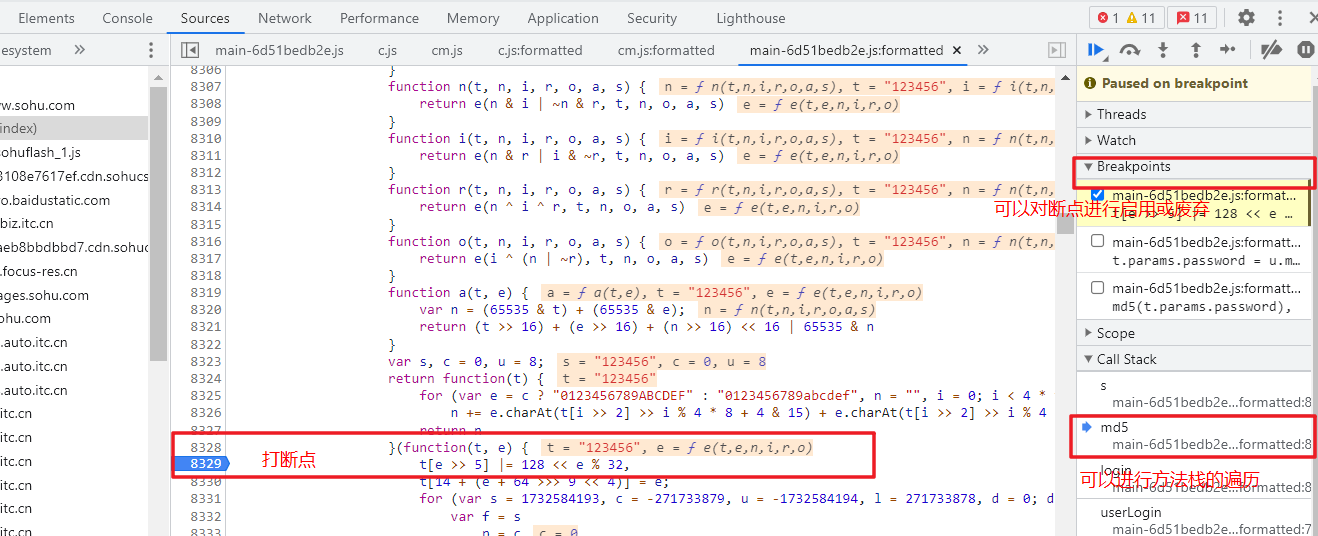 Elements Console Sources Network Performance Memory Application Security Lighthouse 1 11 11
esystem main-6d51bedb2e.js c.js cm.js c.js:formatted cm.js:formatted main-6d51bedb2e.js:formatted
ww.sohu.com
(index)
sohuflash_1.js
3108e7617ef.cdn.sohucs
ro.baidustatic.com
.biz.itc.cn
aeb8bbdbbd7.cdn.sohuc
.focus-res.cn
ages.sohu.com
ohu.com
.auto.itc.cn
.auto.itc.cn
.auto.itc.cn
itc.cn
itc.cn
itc.cn
itc.cn
itc.cn
.itc.cn
8306 }
8307 function n(t, n, i, r, o, a, s) { n = ƒ n(t,n,i,r,o,a,s), t = "123456", i = ƒ i(t,n,
8308 return e(n & i | ~n & r, t, n, o, a, s) e = ƒ e(t,e,n,i,r,o)
8309 }
8310 function i(t, n, i, r, o, a, s) { i = ƒ i(t,n,i,r,o,a,s), t = "123456", n = ƒ n(t,n,
8311 return e(n & r | i & ~r, t, n, o, a, s) e = ƒ e(t,e,n,i,r,o)
8312 }
8313 function r(t, n, i, r, o, a, s) { r = ƒ r(t,n,i,r,o,a,s), t = "123456", n = ƒ n(t,n,
8314 return e(n ^ i ^ r, t, n, o, a, s) e = ƒ e(t,e,n,i,r,o)
8315 }
8316 function o(t, n, i, r, o, a, s) { o = ƒ o(t,n,i,r,o,a,s), t = "123456", n = ƒ n(t,n,
8317 return e(i ^ (n | ~r), t, n, o, a, s) e = ƒ e(t,e,n,i,r,o)
8318 }
8319 function a(t, e) { a = ƒ a(t,e), t = "123456", e = ƒ e(t,e,n,i,r,o)
8320 var n = (65535 & t) + (65535 & e); n = ƒ n(t,n,i,r,o,a,s)
8321 return (t >> 16) + (e >> 16) + (n >> 16) << 16 | 65535 & n
8322 }
8323 var s, c = 0, u = 8; s = "123456", c = 0, u = 8
8324 return function(t) { t = "123456"
8325 for (var e = c ? "0123456789ABCDEF" : "0123456789abcdef", n = "", i = 0; i < 4 *
8326 n += e.charAt(t[i >> 2] >> i % 4 * 8 + 4 & 15) + e.charAt(t[i >> 2] >> i % 4
8327 return n
8328 }(function(t, e) { t = "123456", e = ƒ e(t,e,n,i,r,o)
8329 t[e >> 5] |= 128 << e % 32,
打断点
8330 t[14 + (e + 64 >>> 9 << 4)] = e;
8331 for (var s = 1732584193, c = -271733879, u = -1732584194, l = 271733878, d = 0; d
8332 var f = s
8333 p = c c = 0
Paused on breakpoint
Threads
Watch
Breakpoints
main-6d51bedb2e.js:formatt...
t[e >> 5] |= 128 << e ...
可以对断点进行启用或废弃
main-6d51bedb2e.js:formatt...
t.params.password = u.m...
main-6d51bedb2e.js:formatt...
md5(t.params.password),
Scope
Call Stack
s
main-6d51bedb2e...formatted:8
md5
main-6d51bedb2e...formatted:8
login
main-6d51bedb2e...formatted:8
可以进行方法栈的遍历
userLogin
main-6d51bedb2e...formatted:7